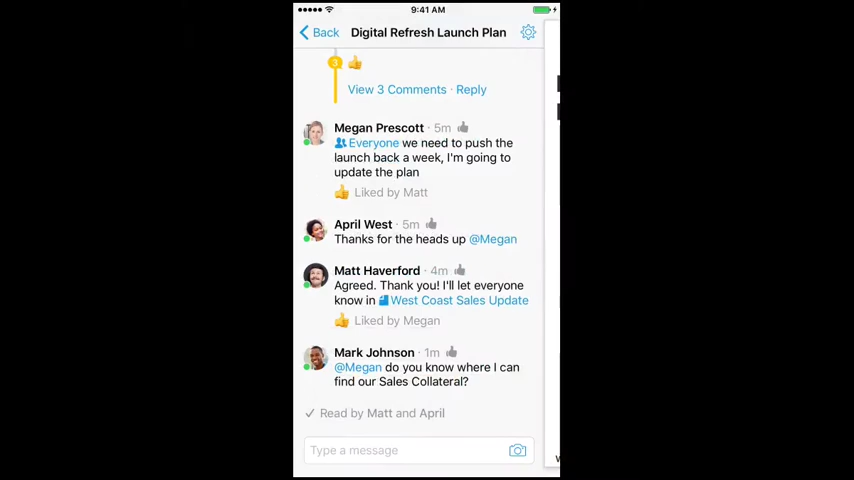 9:41 AM
Back Digital Refresh Launch Plan
3
View 3 Comments · Reply
Megan Prescott · 5m
Everyone we need to push the
launch back a week, I'm going to
update the plan
Liked by Matt
April West · 5m
Thanks for the heads up @Megan
Matt Haverford · 4m
Agreed. Thank you! I'll let everyone
know in West Coast Sales Update
Liked by Megan
Mark Johnson · 1m
@Megan do you know where I can
find our Sales Collateral?
Read by Matt and April
Type a message